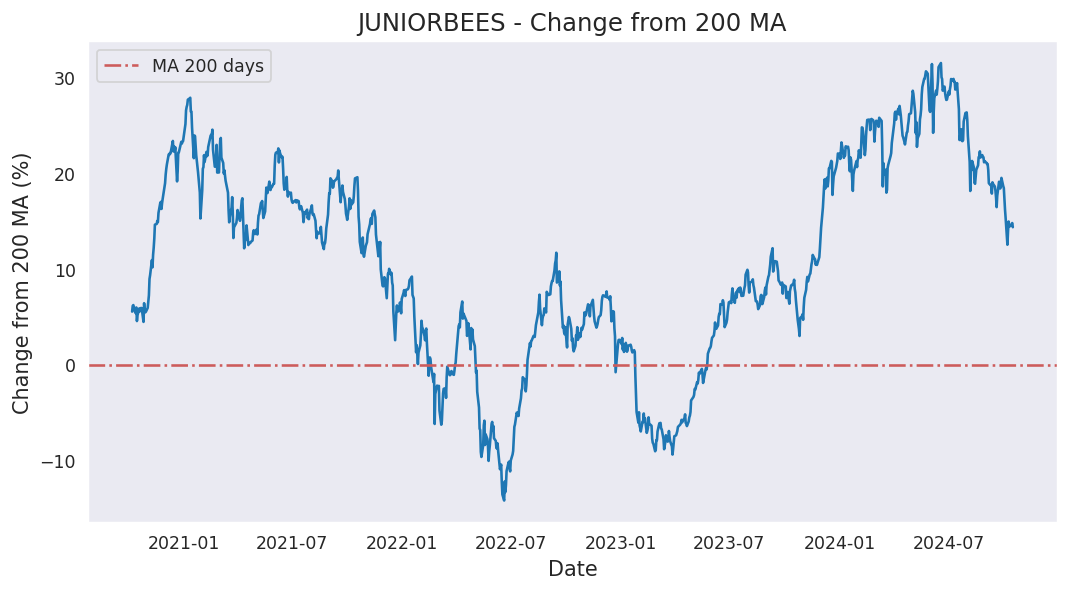 JUNIORBEES - Change from 200 MA
MA 200 days
Change from 200 MA (%)
30
20
10
0
−10
2021-01 2021-07 2022-01 2022-07 2023-01 2023-07 2024-01 2024-07
Date